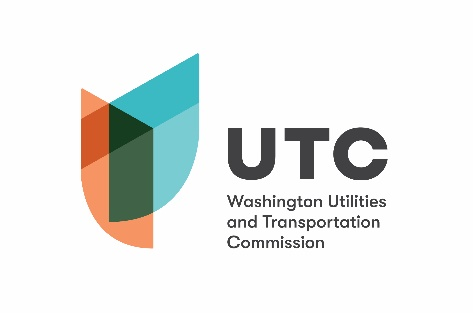 UTC
Washington Utilities
and Transportation
Commission